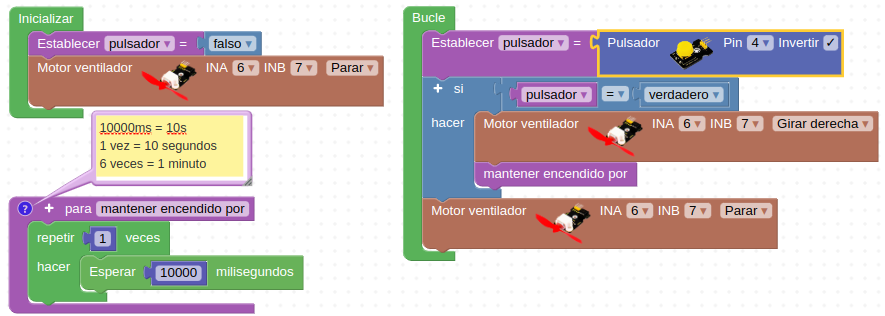 Inicializar
Establecer pulsador ▾ = falso ▾
Motor ventilador INA 6 ▾ INB 7 ▾ Parar ▾
10000ms = 10s
1 vez = 10 segundos
6 veces = 1 minuto
? + para mantener encendido por
repetir 1 veces
hacer Esperar 10000 milisegundos
Bucle
Establecer pulsador ▾ = Pulsador Pin 4 ▾ Invertir ✓
+ si pulsador ▾ = ▾ verdadero ▾
hacer Motor ventilador INA 6 ▾ INB 7 ▾ Girar derecha ▾
mantener encendido por
Motor ventilador INA 6 ▾ INB 7 ▾ Parar ▾